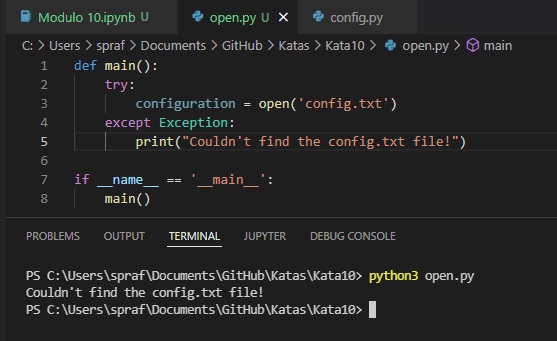 Modulo 10.ipynb U open.py U config.py
C: > Users > spraf > Documents > GitHub > Katas > Kata10 > open.py > main
1 def main():
2 try:
3 configuration = open('config.txt')
4 except Exception:
5 print("Couldn't find the config.txt file!")
6
7 if __name__ == '__main__':
8 main()
PROBLEMS OUTPUT TERMINAL JUPYTER DEBUG CONSOLE
PS C:\Users\spraf\Documents\GitHub\Katas\Kata10> python3 open.py
Couldn't find the config.txt file!
PS C:\Users\spraf\Documents\GitHub\Katas\Kata10>